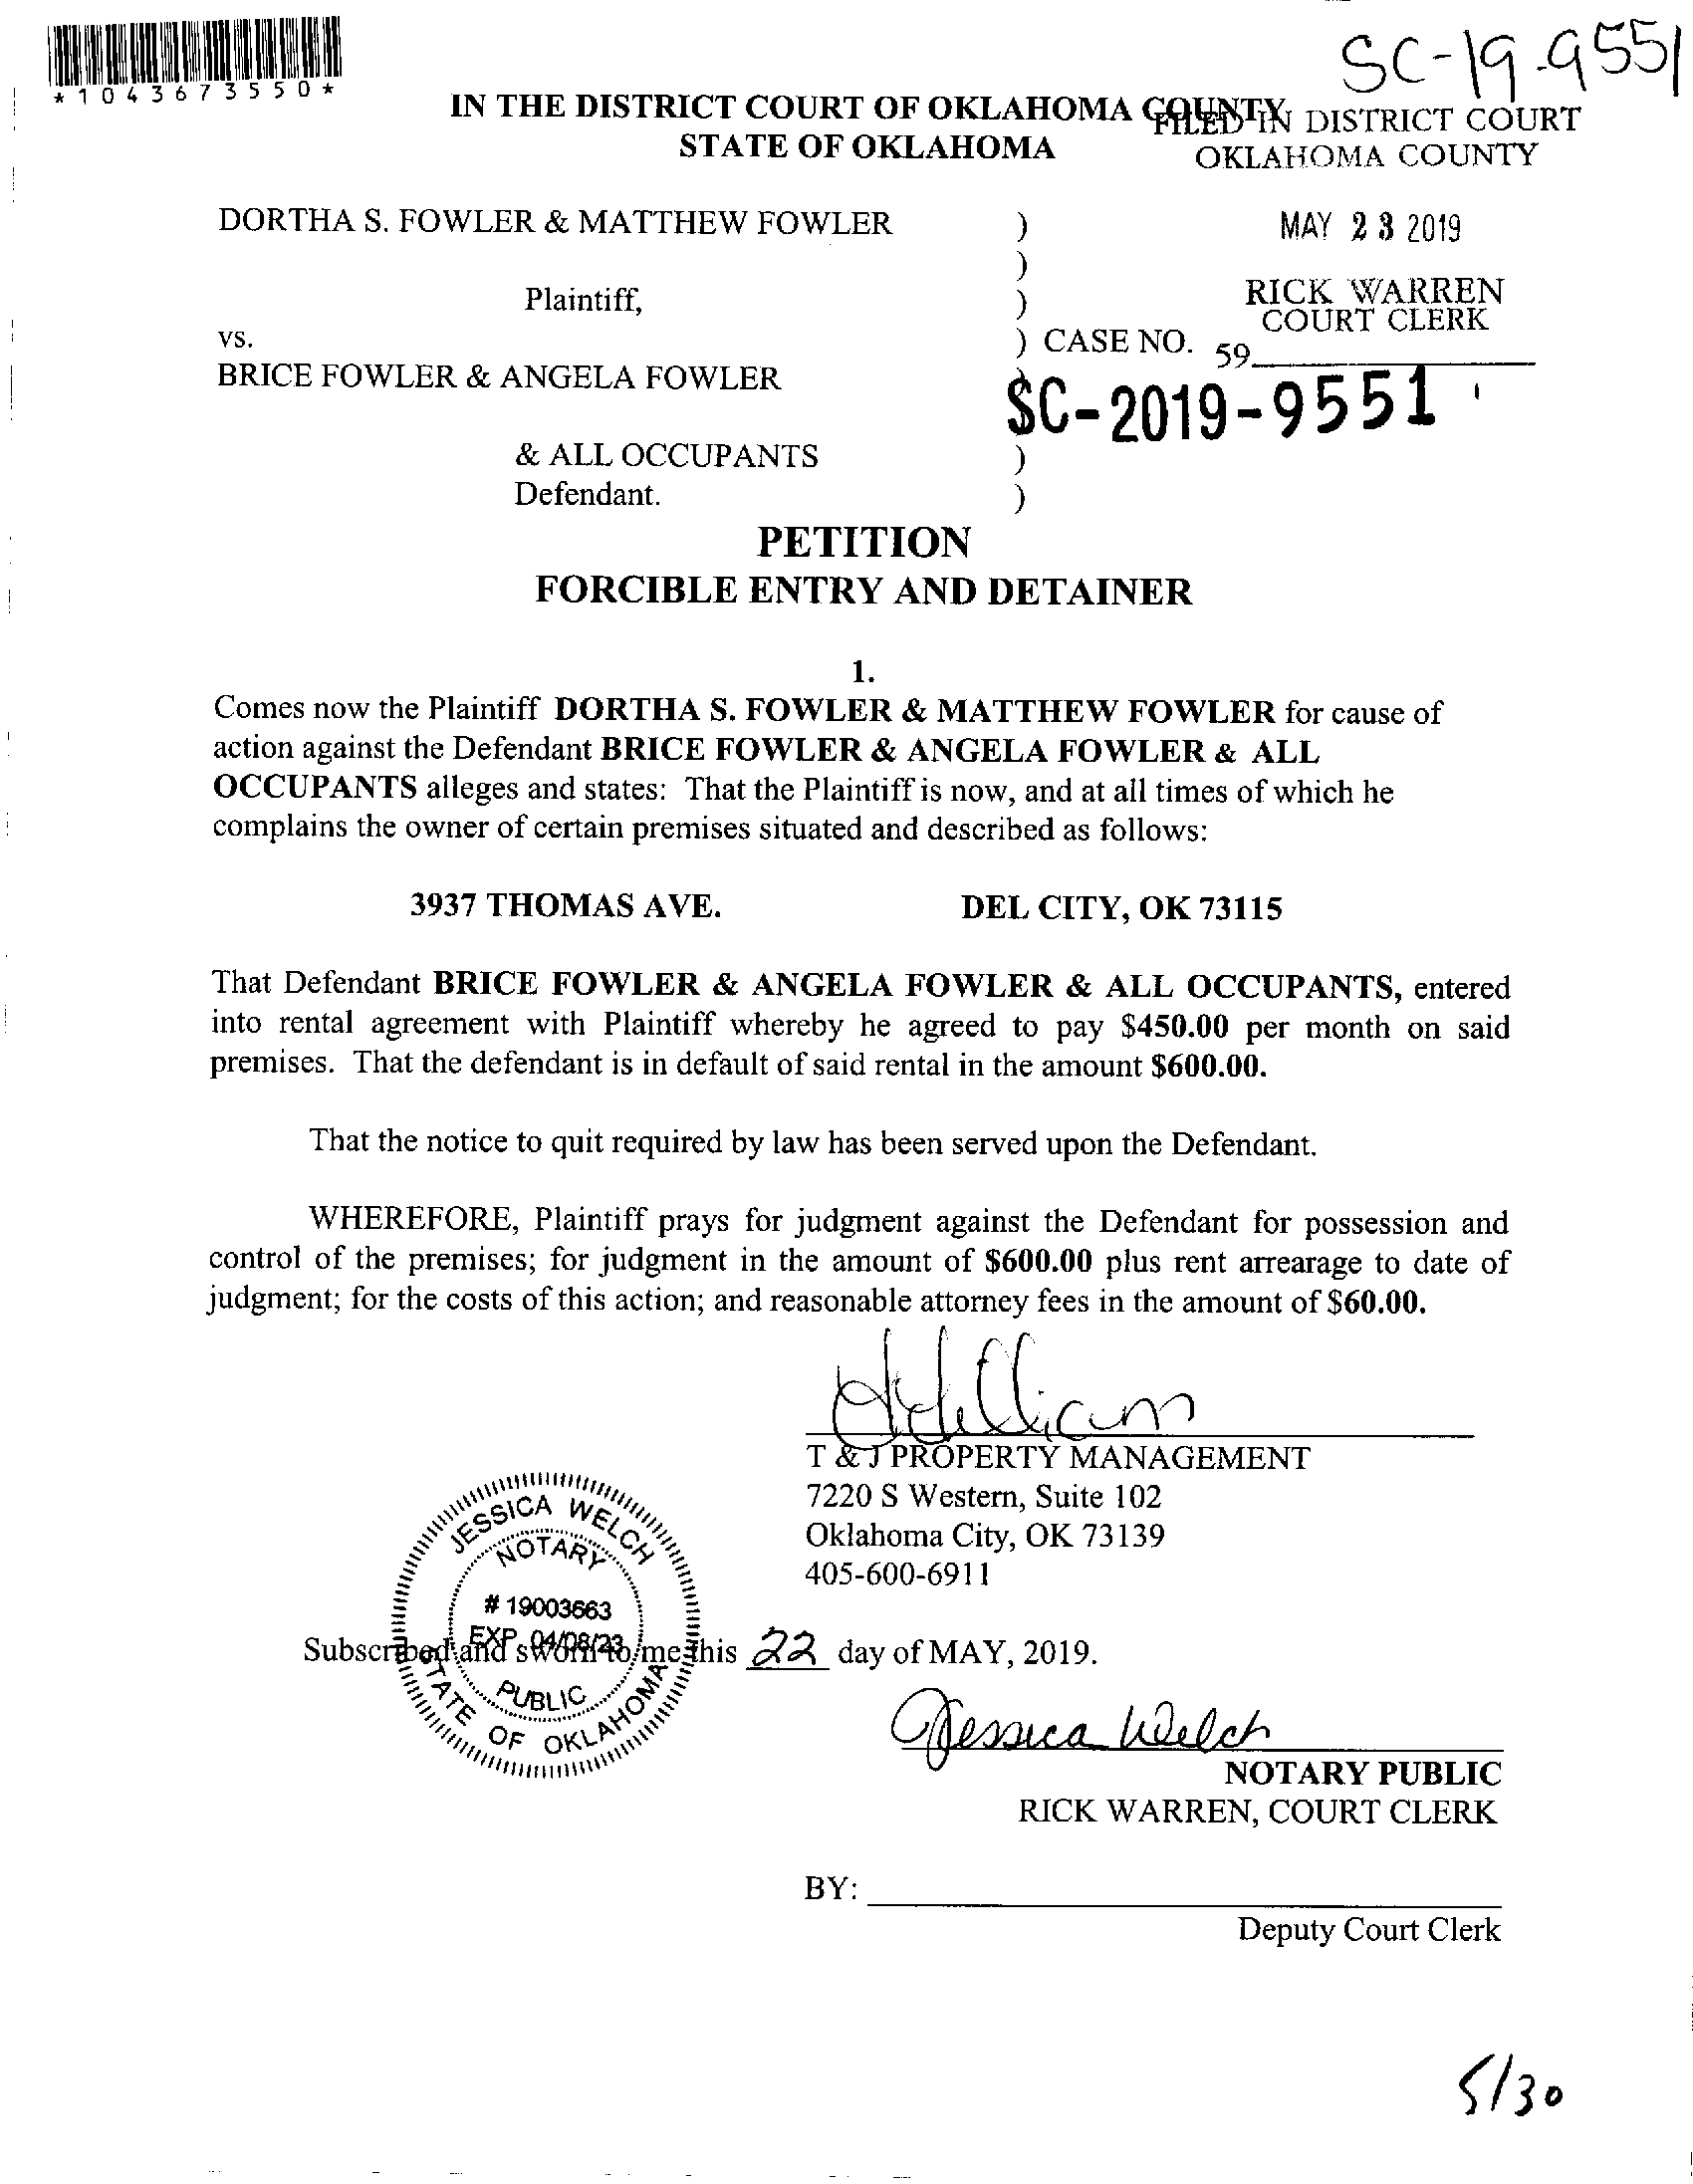 SC-19-9551
*1043673550*
IN THE DISTRICT COURT OF OKLAHOMA COUNTY
STATE OF OKLAHOMA
FILED IN DISTRICT COURT
OKLAHOMA COUNTY
MAY 23 2019
RICK WARREN
COURT CLERK
59
DORTHA S. FOWLER & MATTHEW FOWLER )
)
Plaintiff, )
vs. ) CASE NO.
BRICE FOWLER & ANGELA FOWLER )
SC-2019-9551
& ALL OCCUPANTS )
Defendant. )
PETITION
FORCIBLE ENTRY AND DETAINER
1.
Comes now the Plaintiff DORTHA S. FOWLER & MATTHEW FOWLER for cause of
action against the Defendant BRICE FOWLER & ANGELA FOWLER & ALL
OCCUPANTS alleges and states: That the Plaintiff is now, and at all times of which he
complains the owner of certain premises situated and described as follows:
3937 THOMAS AVE. DEL CITY, OK 73115
That Defendant BRICE FOWLER & ANGELA FOWLER & ALL OCCUPANTS, entered
into rental agreement with Plaintiff whereby he agreed to pay $450.00 per month on said
premises. That the defendant is in default of said rental in the amount $600.00.
That the notice to quit required by law has been served upon the Defendant.
WHEREFORE, Plaintiff prays for judgment against the Defendant for possession and
control of the premises; for judgment in the amount of $600.00 plus rent arrearage to date of
judgment; for the costs of this action; and reasonable attorney fees in the amount of $60.00.
T & J PROPERTY MANAGEMENT
7220 S Western, Suite 102
Oklahoma City, OK 73139
405-600-6911
JESSICA WELCH
NOTARY
# 19003663
EXP. 04/08/23
PUBLIC
STATE OF OKLAHOMA
Subscribed and sworn to me this 22 day of MAY, 2019.
Jessica Welch
NOTARY PUBLIC
RICK WARREN, COURT CLERK
BY:
Deputy Court Clerk
5/30